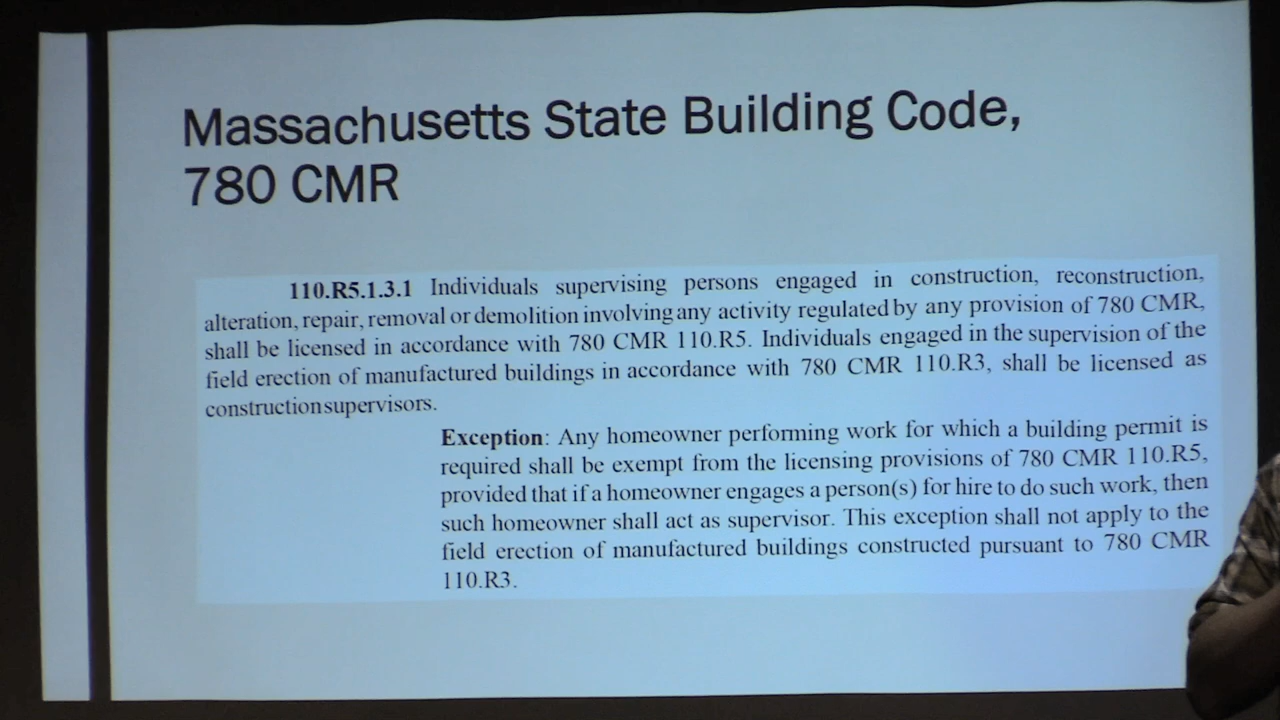 Massachusetts State Building Code,
780 CMR
110.R5.1.3.1 Individuals supervising persons engaged in construction, reconstruction,
alteration, repair, removal or demolition involving any activity regulated by any provision of 780 CMR,
shall be licensed in accordance with 780 CMR 110.R5. Individuals engaged in the supervision of the
field erection of manufactured buildings in accordance with 780 CMR 110.R3, shall be licensed as
construction supervisors.
Exception: Any homeowner performing work for which a building permit is
required shall be exempt from the licensing provisions of 780 CMR 110.R5,
provided that if a homeowner engages a person(s) for hire to do such work, then
such homeowner shall act as supervisor. This exception shall not apply to the
field erection of manufactured buildings constructed pursuant to 780 CMR
110.R3.